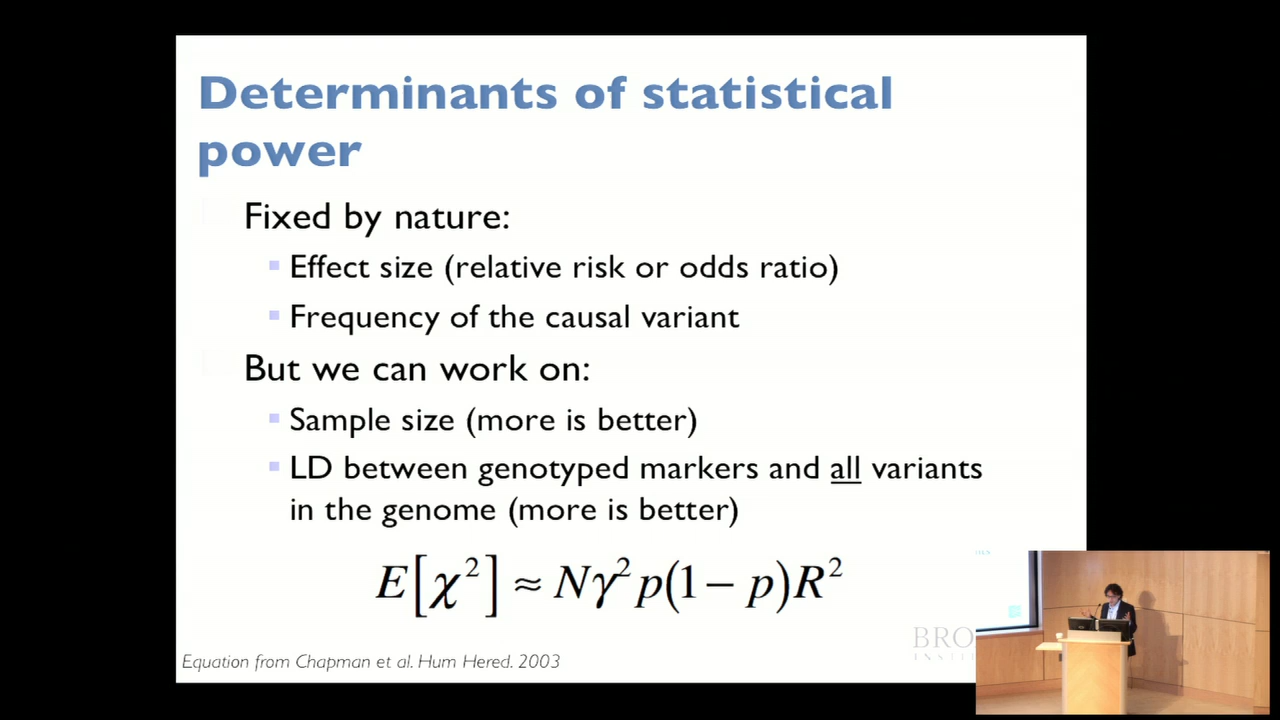 Determinants of statistical
power
Fixed by nature:
Effect size (relative risk or odds ratio)
Frequency of the causal variant
But we can work on:
Sample size (more is better)
LD between genotyped markers and all variants
in the genome (more is better)
E[χ²] ≈ Nγ²p(1 − p)R²
BRO
Equation from Chapman et al. Hum Hered. 2003